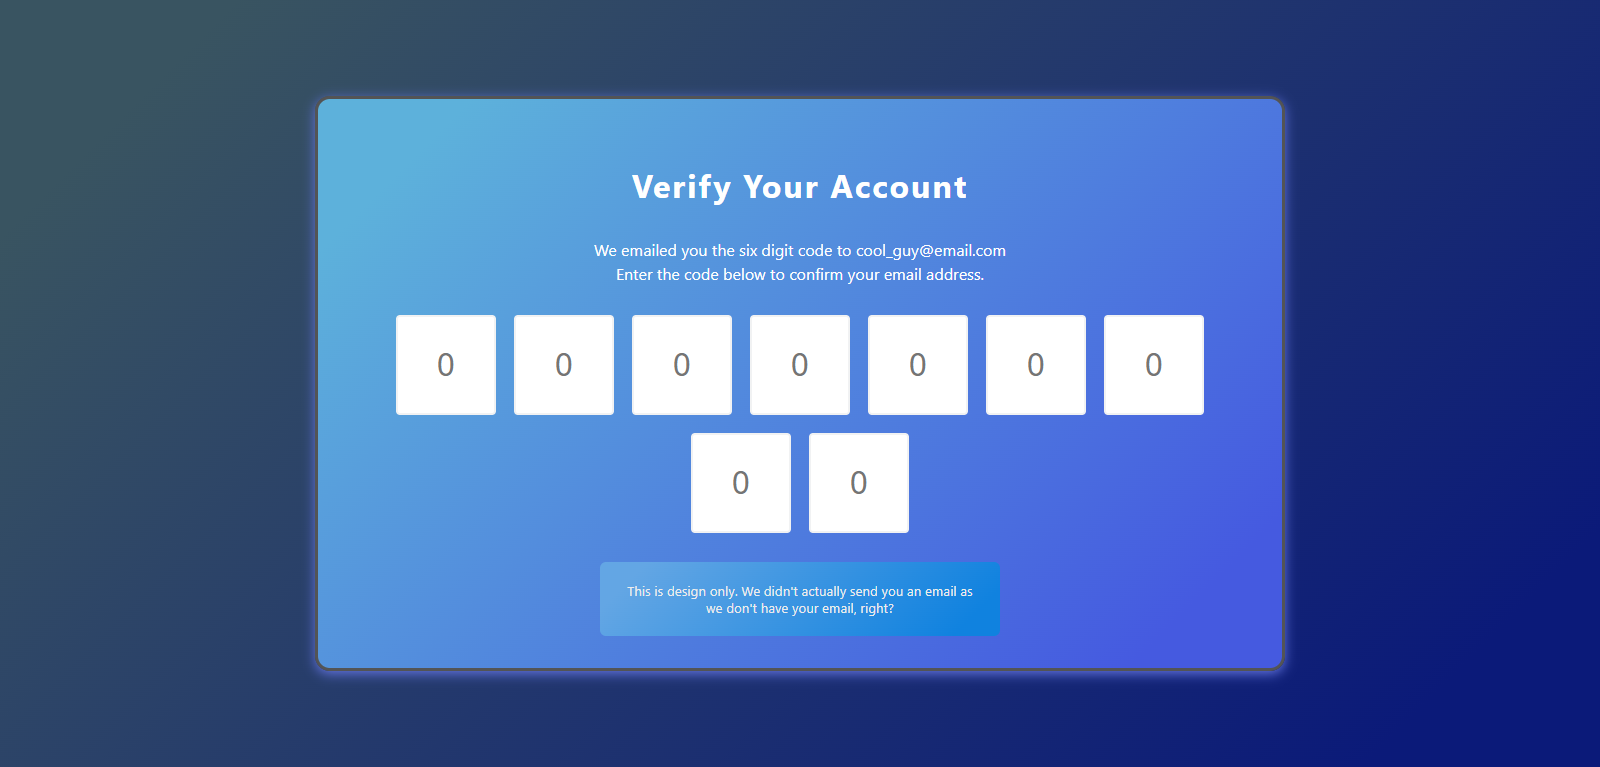 Verify Your Account
We emailed you the six digit code to cool_guy@email.com
Enter the code below to confirm your email address.
0 0 0 0 0 0 0
0 0
This is design only. We didn't actually send you an email as
we don't have your email, right?